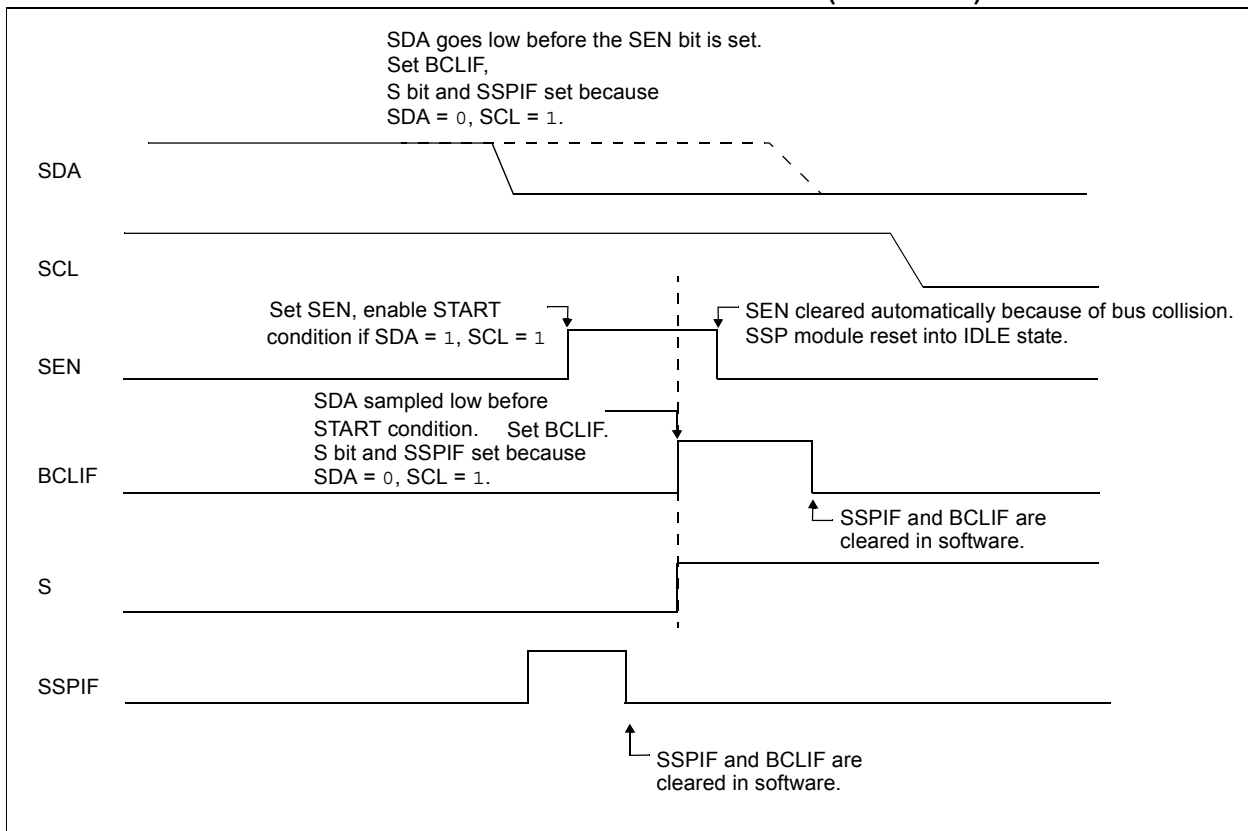 SDA goes low before the SEN bit is set.
Set BCLIF,
S bit and SSPIF set because
SDA = 0, SCL = 1.
SDA
SCL
Set SEN, enable START
condition if SDA = 1, SCL = 1
SEN cleared automatically because of bus collision.
SSP module reset into IDLE state.
SEN
SDA sampled low before
START condition. Set BCLIF.
S bit and SSPIF set because
SDA = 0, SCL = 1.
BCLIF
SSPIF and BCLIF are
cleared in software.
S
SSPIF
SSPIF and BCLIF are
cleared in software.